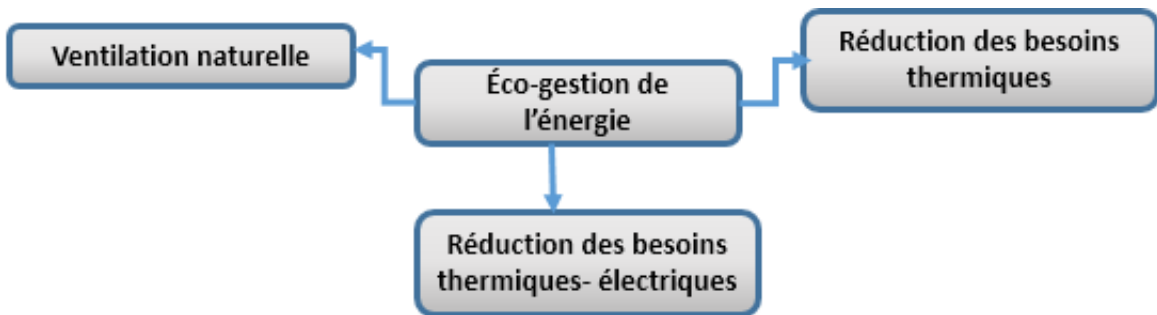 Ventilation naturelle
Éco-gestion de
l’énergie
Réduction des besoins
thermiques
Réduction des besoins
thermiques- électriques